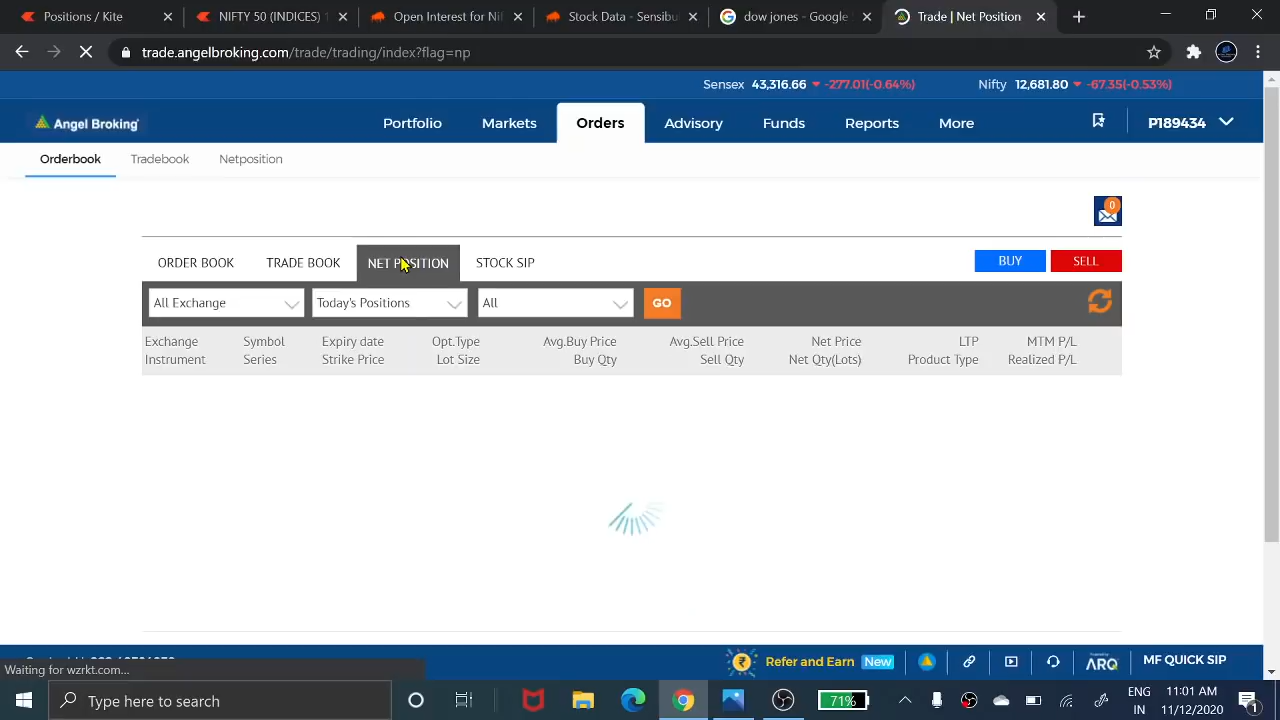 Positions / Kite
NIFTY 50 (INDICES)
Open Interest for Nif
Stock Data - Sensibu
dow jones - Google
Trade | Net Position
trade.angelbroking.com/trade/trading/index?flag=np
Sensex 43,316.66 -277.01(-0.64%) Nifty 12,681.80 -67.35(-0.53%)
Angel Broking
Portfolio Markets Orders Advisory Funds Reports More P189434
Orderbook Tradebook Netposition
0
ORDER BOOK TRADE BOOK NET POSITION STOCK SIP BUY SELL
All Exchange Today's Positions All GO
Exchange Symbol Expiry date Opt.Type Avg.Buy Price Avg.Sell Price Net Price LTP MTM P/L
Instrument Series Strike Price Lot Size Buy Qty Sell Qty Net Qty(Lots) Product Type Realized P/L
Waiting for wzrkt.com...
Refer and Earn New ARQ MF QUICK SIP
Type here to search
71%
ENG 11:01 AM
IN 11/12/2020